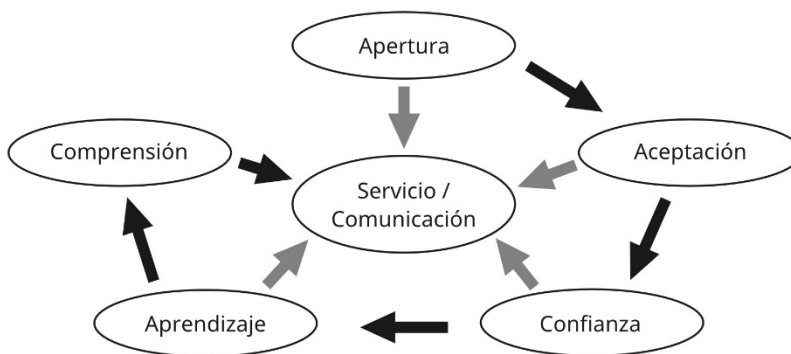 Apertura
Comprensión
Aceptación
Servicio /
Comunicación
Aprendizaje
Confianza